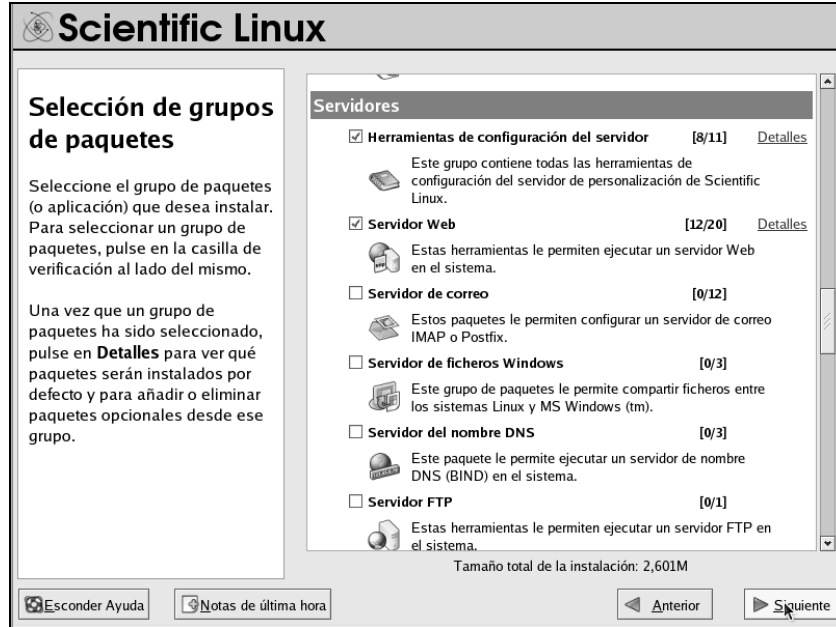 Scientific Linux
Selección de grupos
de paquetes
Seleccione el grupo de paquetes
(o aplicación) que desea instalar.
Para seleccionar un grupo de
paquetes, pulse en la casilla de
verificación al lado del mismo.
Una vez que un grupo de
paquetes ha sido seleccionado,
pulse en Detalles para ver qué
paquetes serán instalados por
defecto y para añadir o eliminar
paquetes opcionales desde ese
grupo.
Servidores
Herramientas de configuración del servidor [8/11] Detalles
Este grupo contiene todas las herramientas de
configuración del servidor de personalización de Scientific
Linux.
Servidor Web [12/20] Detalles
Estas herramientas le permiten ejecutar un servidor Web
en el sistema.
Servidor de correo [0/12]
Estos paquetes le permiten configurar un servidor de correo
IMAP o Postfix.
Servidor de ficheros Windows [0/3]
Este grupo de paquetes le permite compartir ficheros entre
los sistemas Linux y MS Windows (tm).
Servidor del nombre DNS [0/3]
Este paquete le permite ejecutar un servidor de nombre
DNS (BIND) en el sistema.
Servidor FTP [0/1]
Estas herramientas le permiten ejecutar un servidor FTP en
el sistema.
Tamaño total de la instalación: 2,601M
Esconder Ayuda Notas de última hora Anterior Siguiente